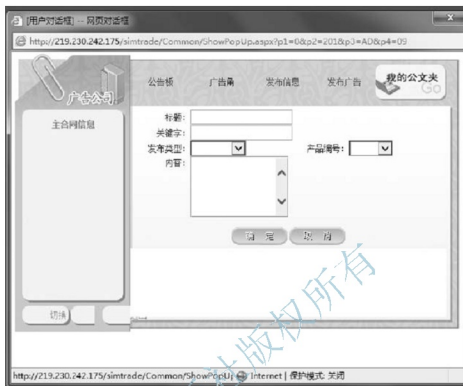 [用户对话框] -- 网页对话框
http://219.230.242.175/simtrade/Common/ShowPopUp.aspx?p1=0&p2=201&p3=AD&p4=09
广告公司
公告板 广告集 发布信息 发布广告 我的公文夹
Go
主合网信息
标题:
关键字:
发布类型: 产品编号:
内容:
确 定 取 消
切换
版权所有
http://219.230.242.175/simtrade/Common/ShowPopUp Internet | 保护模式: 关闭